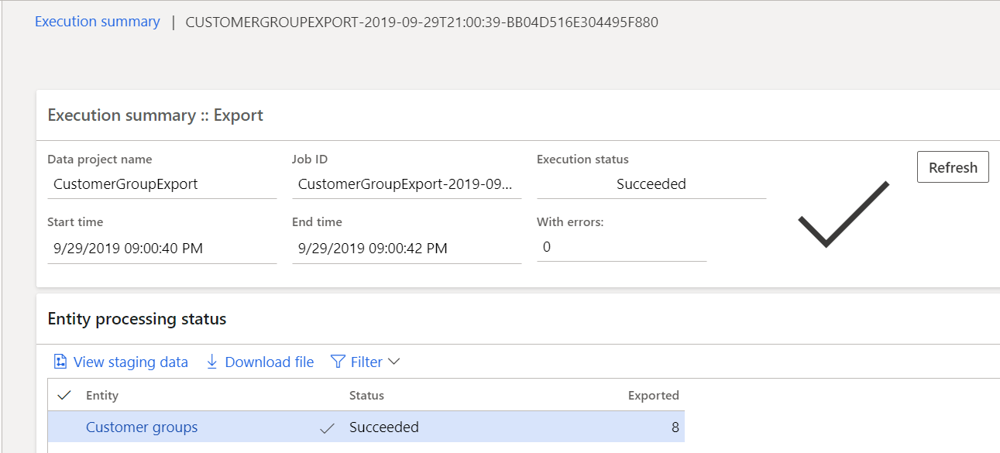 Execution summary | CUSTOMERGROUPEXPORT-2019-09-29T21:00:39-BB04D516E304495F880
Execution summary :: Export
Data project name Job ID Execution status
Refresh
CustomerGroupExport CustomerGroupExport-2019-09... Succeeded
Start time End time With errors:
9/29/2019 09:00:40 PM 9/29/2019 09:00:42 PM 0
Entity processing status
View staging data Download file Filter
Entity Status Exported
Customer groups Succeeded 8